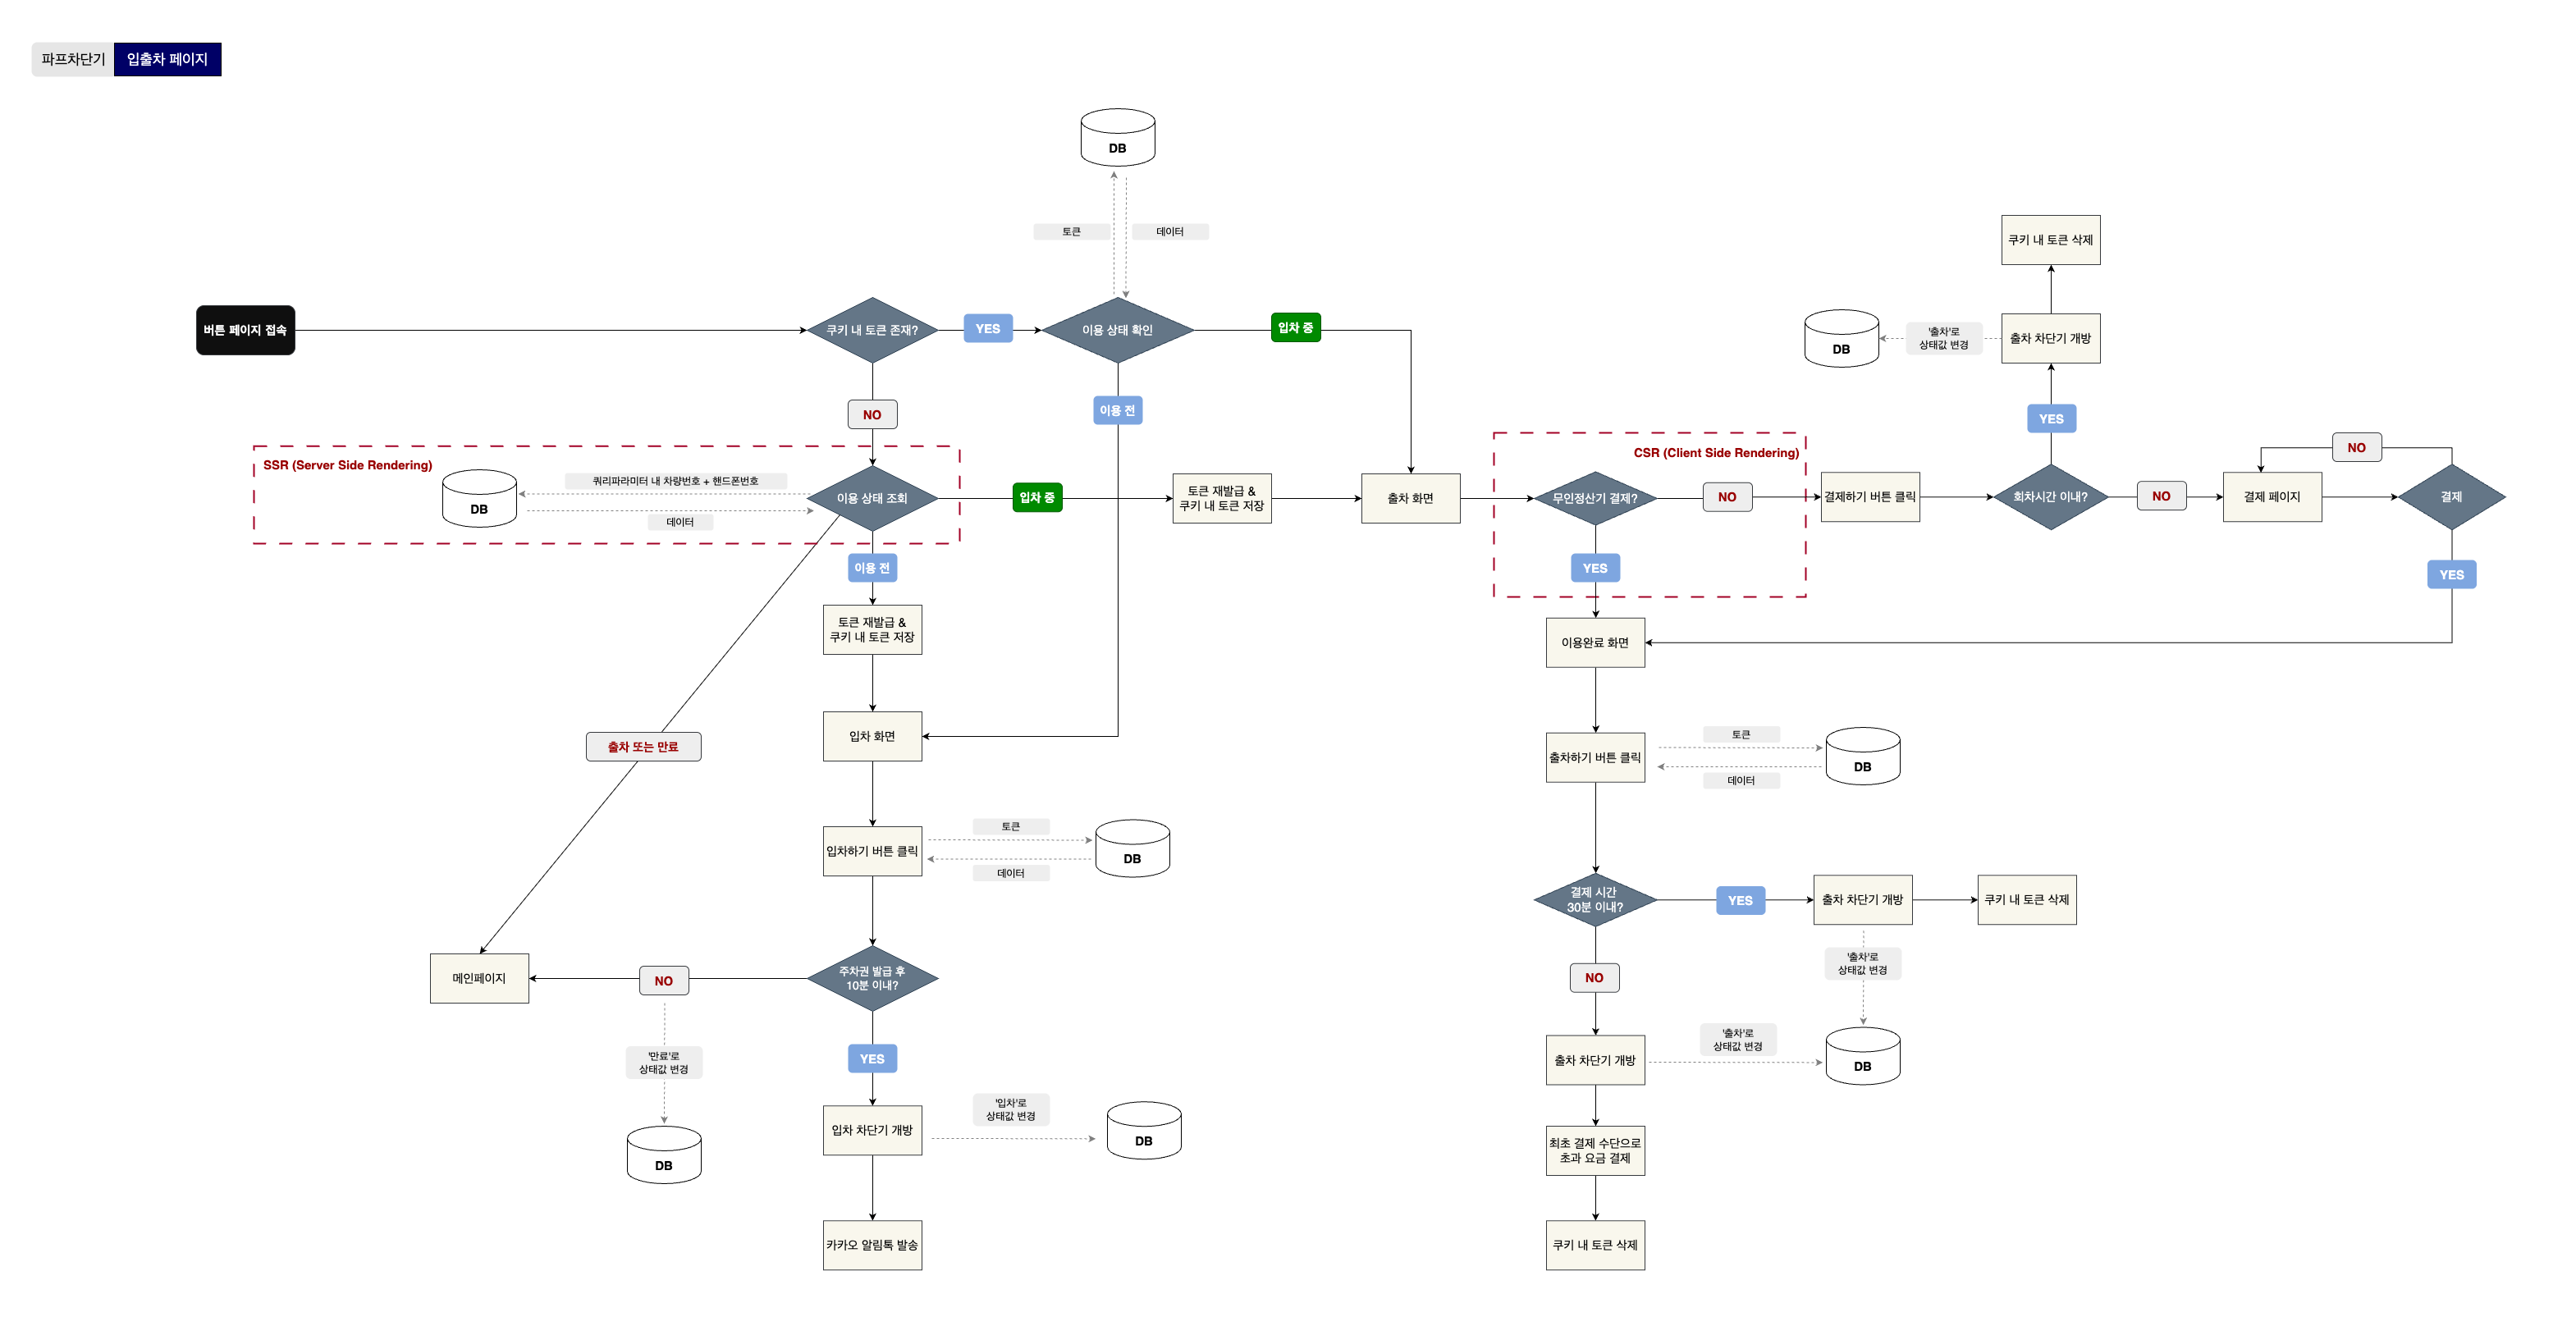 파프차단기
입출차 페이지
DB
토큰
데이터
쿠키 내 토큰 삭제
버튼 페이지 접속
쿠키 내 토큰 존재?
YES
이용 상태 확인
입차 중
DB
'출차'로
상태값 변경
출차 차단기 개방
NO
이용 전
YES
SSR (Server Side Rendering)
DB
쿼리파라미터 내 차량번호 + 핸드폰번호
데이터
이용 상태 조회
입차 중
토큰 재발급 &
쿠키 내 토큰 저장
출차 화면
CSR (Client Side Rendering)
무인정산기 결제?
NO
결제하기 버튼 클릭
회차시간 이내?
NO
결제 페이지
NO
결제
이용 전
YES
YES
토큰 재발급 &
쿠키 내 토큰 저장
이용완료 화면
출차 또는 만료
입차 화면
출차하기 버튼 클릭
토큰
데이터
DB
입차하기 버튼 클릭
토큰
데이터
DB
결제 시간
30분 이내?
YES
출차 차단기 개방
쿠키 내 토큰 삭제
메인페이지
NO
주차권 발급 후
10분 이내?
NO
'출차'로
상태값 변경
'만료'로
상태값 변경
YES
출차 차단기 개방
'출차'로
상태값 변경
DB
DB
입차 차단기 개방
'입차'로
상태값 변경
DB
최초 결제 수단으로
초과 요금 결제
카카오 알림톡 발송
쿠키 내 토큰 삭제